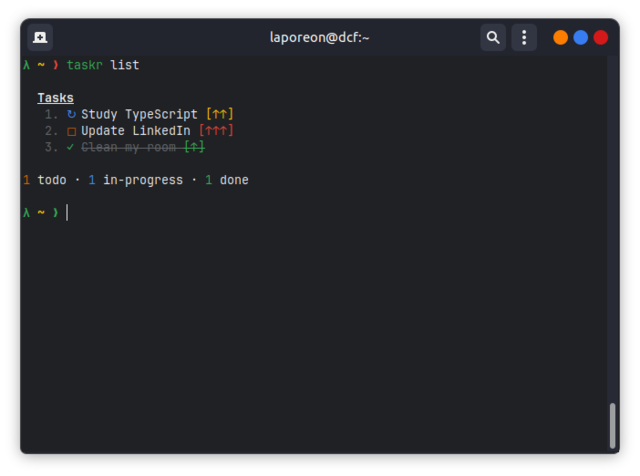 laporeon@dcf:~
λ ~ ❯ taskr list
Tasks
1. ↻ Study TypeScript [↑↑]
2. ☐ Update LinkedIn [↑↑↑]
3. ✓ Clean my room [↑]
1 todo · 1 in-progress · 1 done
λ ~ ❯